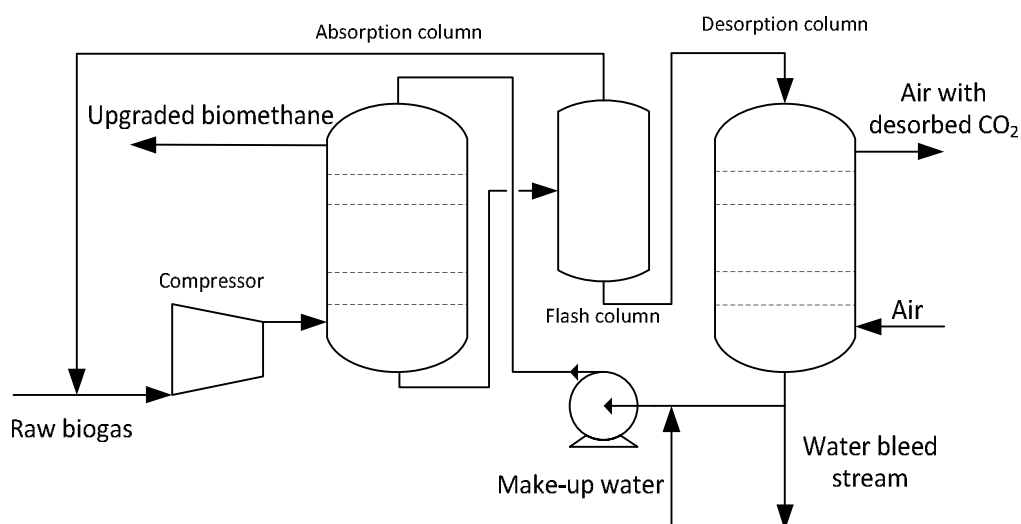 Absorption column
Desorption column
Upgraded biomethane
Air with
desorbed CO₂
Compressor
Flash column
Air
Raw biogas
Make-up water
Water bleed
stream